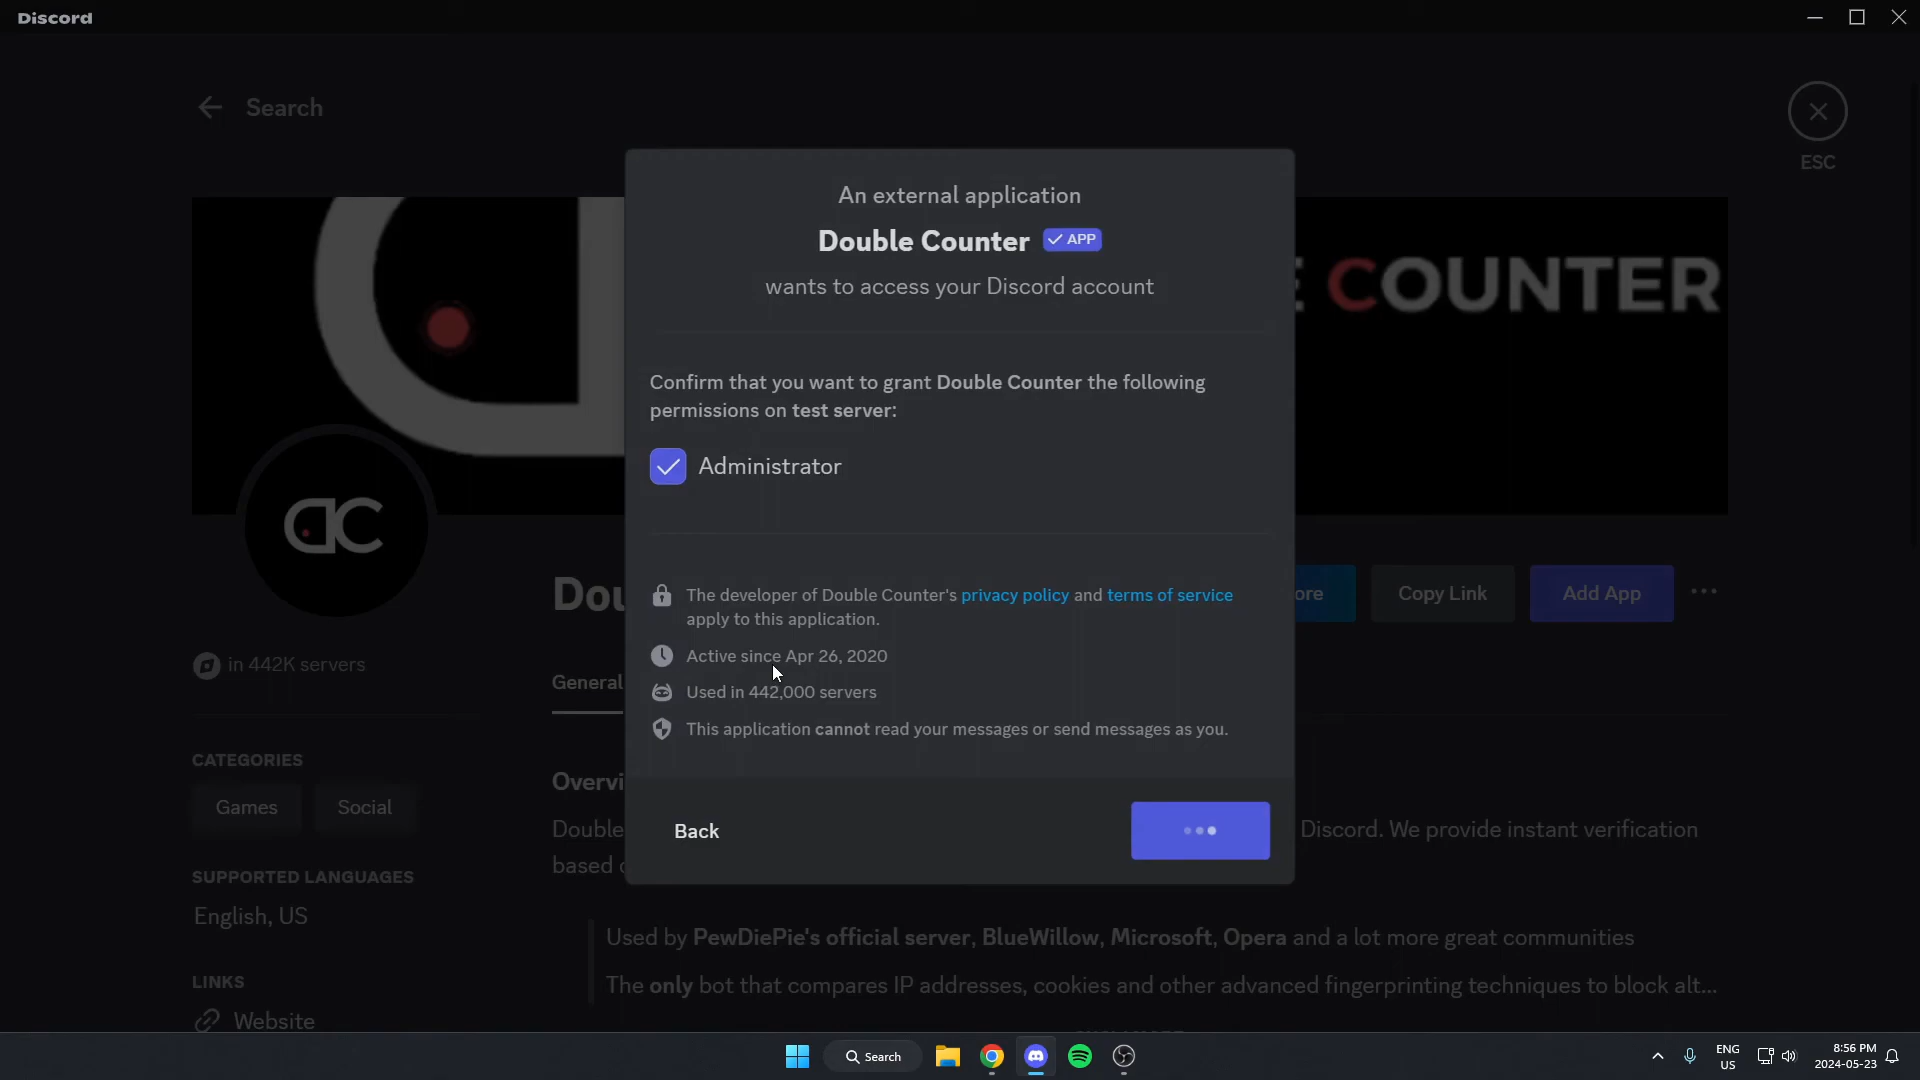 Discord
Search
ESC
An external application
Double Counter APP
wants to access your Discord account
COUNTER
Confirm that you want to grant Double Counter the following
permissions on test server:
Administrator
The developer of Double Counter's privacy policy and terms of service
apply to this application.
Active since Apr 26, 2020
Used in 442,000 servers
This application cannot read your messages or send messages as you.
Back
Dou
ore
Copy Link
Add App
in 442K servers
General
CATEGORIES
Games
Social
Overvi
Double
Discord. We provide instant verification
based
SUPPORTED LANGUAGES
English, US
Used by PewDiePie's official server, BlueWillow, Microsoft, Opera and a lot more great communities
The only bot that compares IP addresses, cookies and other advanced fingerprinting techniques to block alt...
LINKS
Website
Search
ENG
US
8:56 PM
2024-05-23